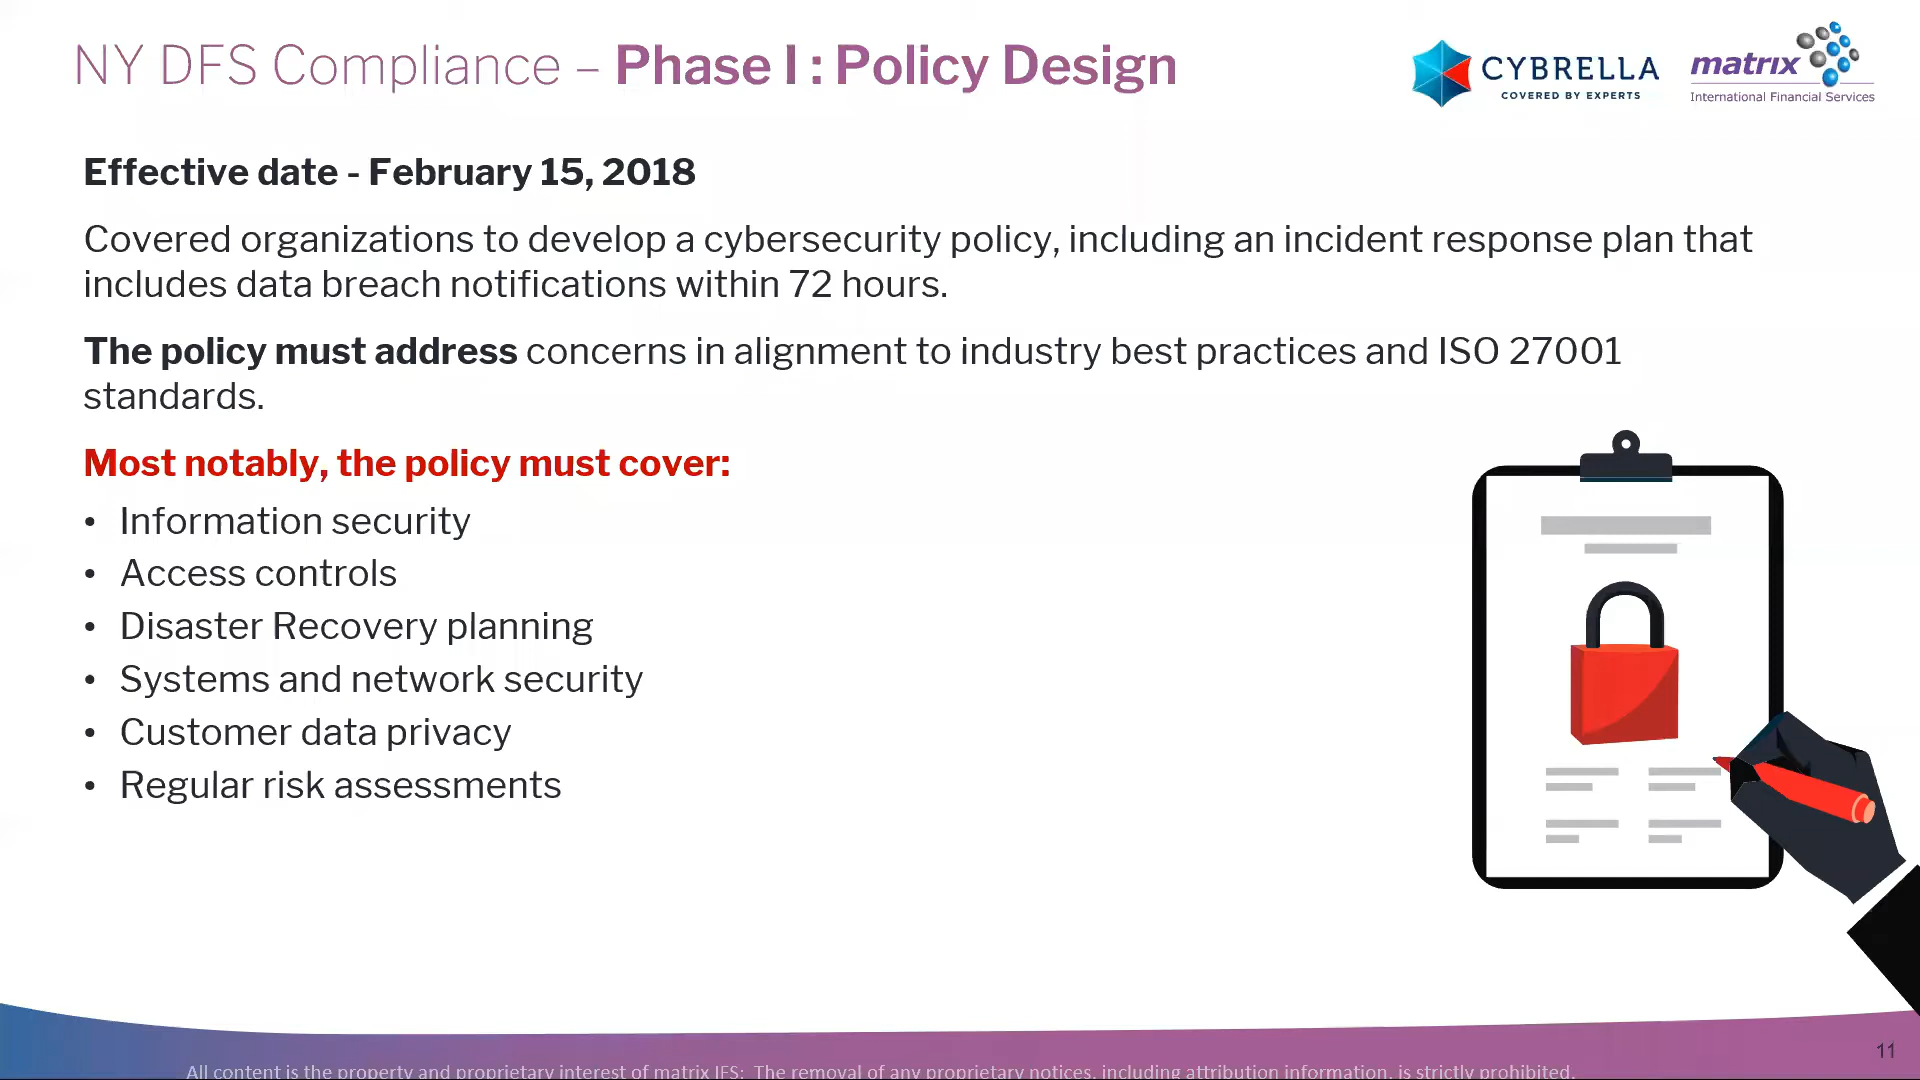 NY DFS Compliance – Phase I : Policy Design
CYBRELLA
COVERED BY EXPERTS
matrix
International Financial Services
Effective date - February 15, 2018
Covered organizations to develop a cybersecurity policy, including an incident response plan that
includes data breach notifications within 72 hours.
The policy must address concerns in alignment to industry best practices and ISO 27001
standards.
Most notably, the policy must cover:
• Information security
• Access controls
• Disaster Recovery planning
• Systems and network security
• Customer data privacy
• Regular risk assessments
11
All content is the property and proprietary interest of matrix IFS; The removal of any proprietary notices, including attribution information, is strictly prohibited.